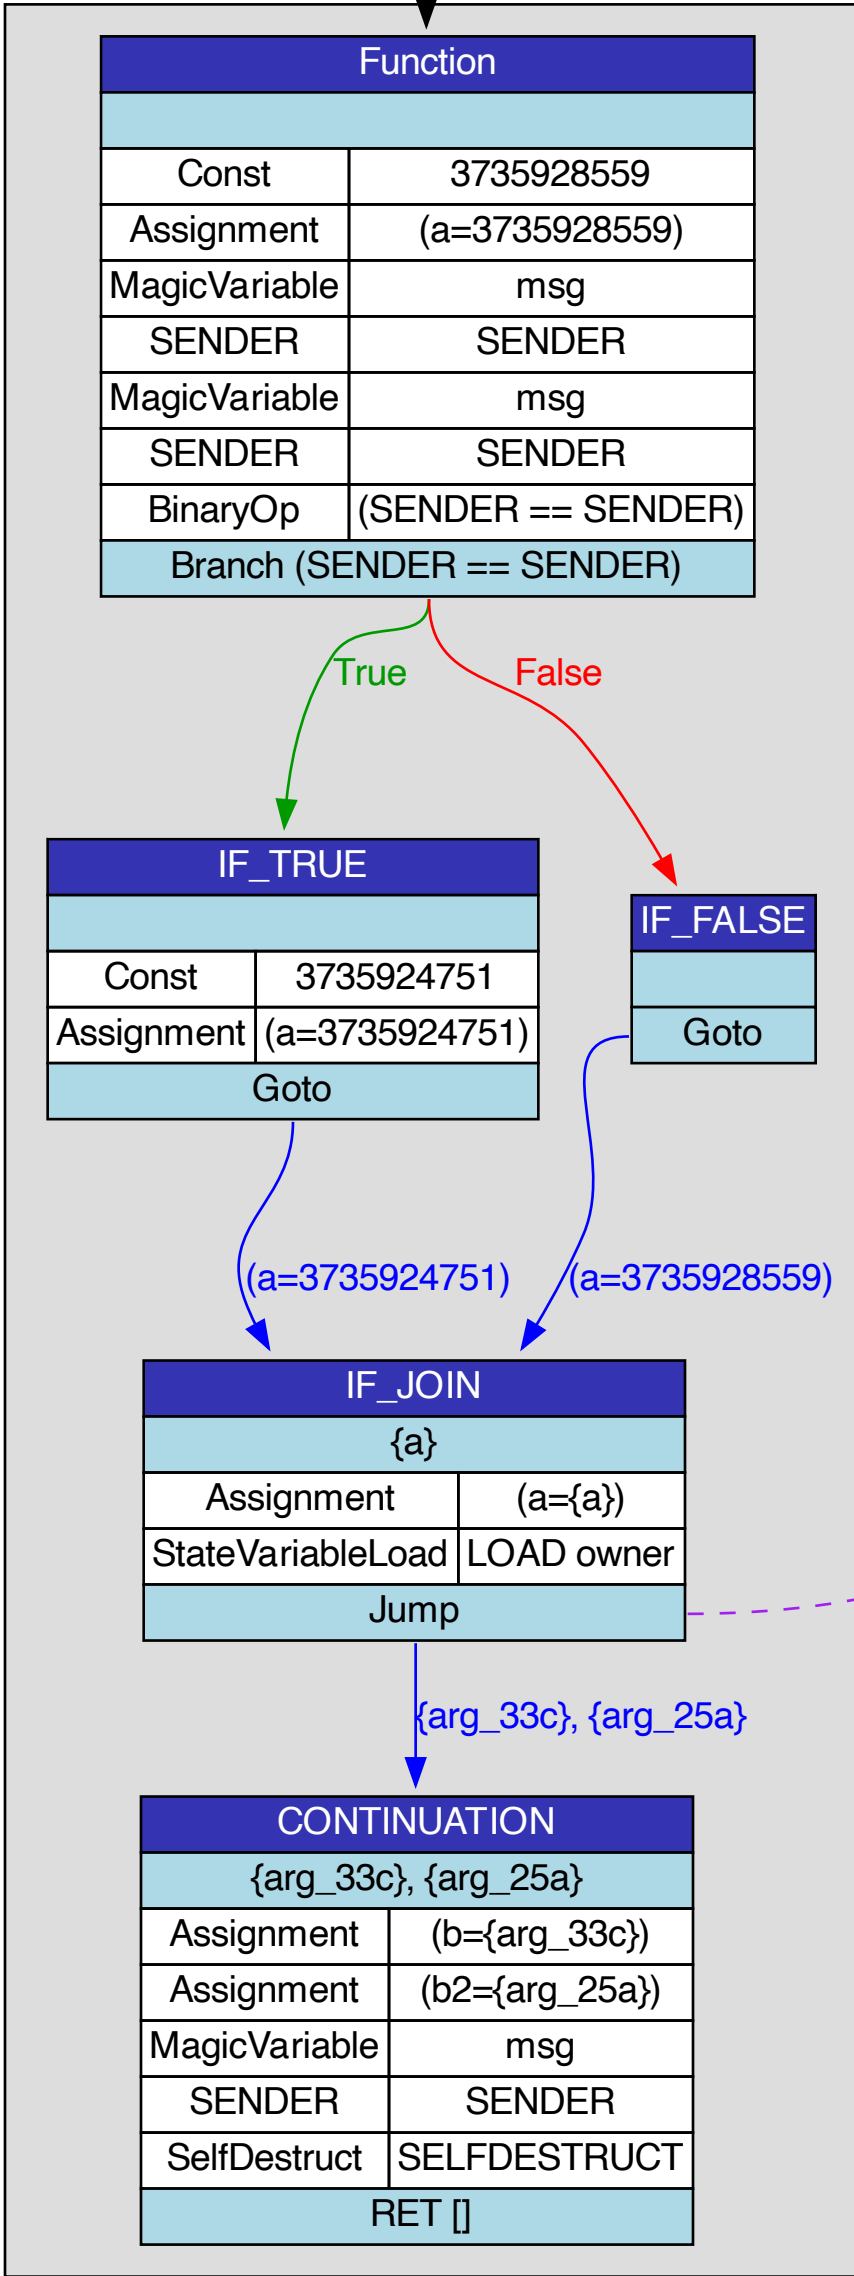 Function
Const 3735928559
Assignment (a=3735928559)
MagicVariable msg
SENDER SENDER
MagicVariable msg
SENDER SENDER
BinaryOp (SENDER == SENDER)
Branch (SENDER == SENDER)
True False
IF_TRUE
Const 3735924751
Assignment (a=3735924751)
Goto
IF_FALSE
Goto
(a=3735924751) (a=3735928559)
IF_JOIN
{a}
Assignment (a={a})
StateVariableLoad LOAD owner
Jump
{arg_33c}, {arg_25a}
CONTINUATION
{arg_33c}, {arg_25a}
Assignment (b={arg_33c})
Assignment (b2={arg_25a})
MagicVariable msg
SENDER SENDER
SelfDestruct SELFDESTRUCT
RET []